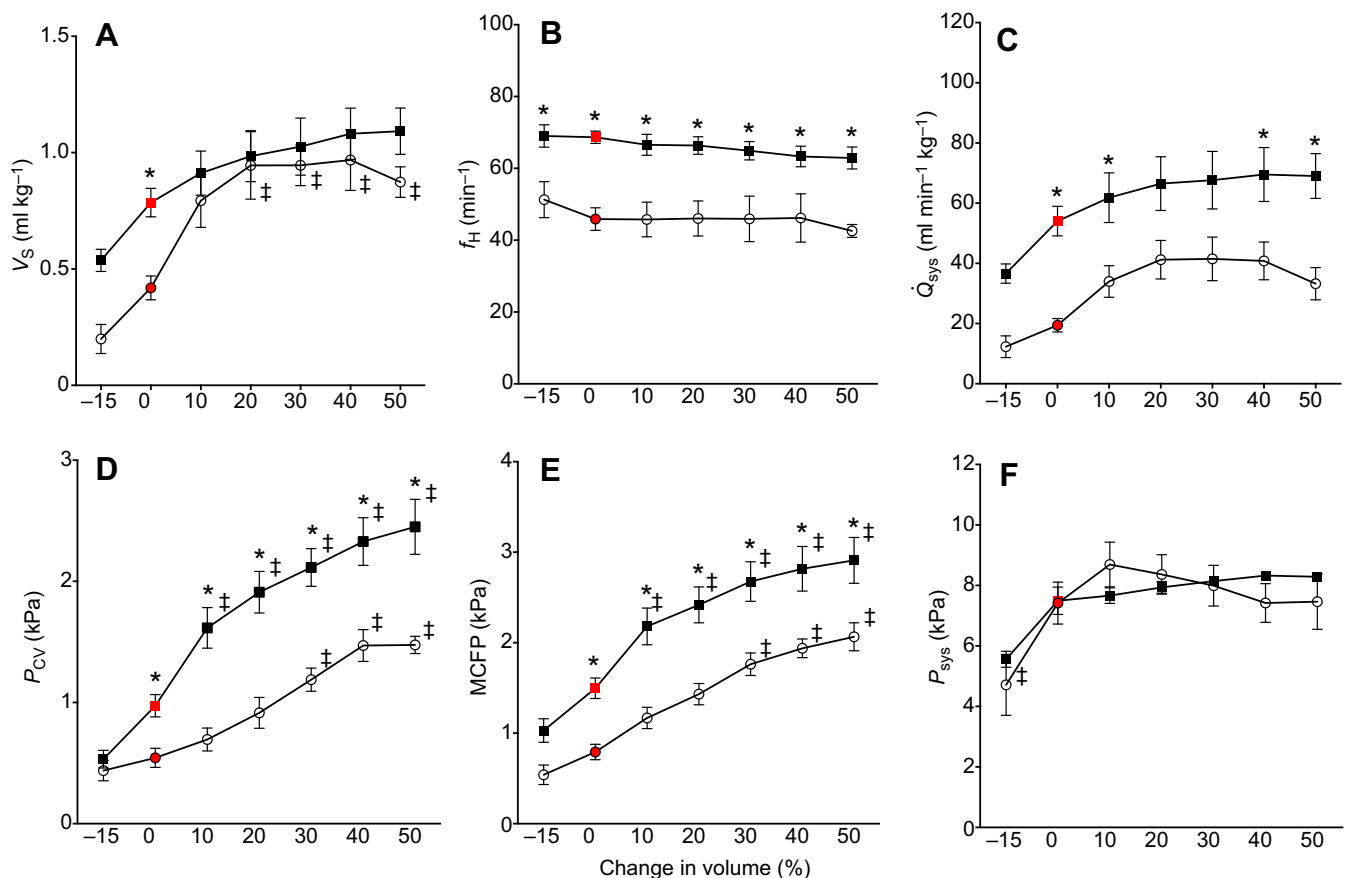 A
1.5
1.0
0.5
0
V_S (ml kg⁻¹)
*
‡ ‡ ‡ ‡
–15 0 10 20 30 40 50
B
100
80
60
40
20
0
f_H (min⁻¹)
* * * * * * *
–15 0 10 20 30 40 50
C
120
100
80
60
40
20
0
Q̇_sys (ml min⁻¹ kg⁻¹)
* * * *
–15 0 10 20 30 40 50
D
3
2
1
0
P_CV (kPa)
* * * * * *
‡ ‡ ‡ ‡ ‡
‡ ‡ ‡
–15 0 10 20 30 40 50
E
4
3
2
1
0
MCFP (kPa)
* * * * * *
‡ ‡ ‡ ‡ ‡
‡ ‡ ‡
–15 0 10 20 30 40 50
Change in volume (%)
F
12
10
8
6
4
2
0
P_sys (kPa)
‡
–15 0 10 20 30 40 50